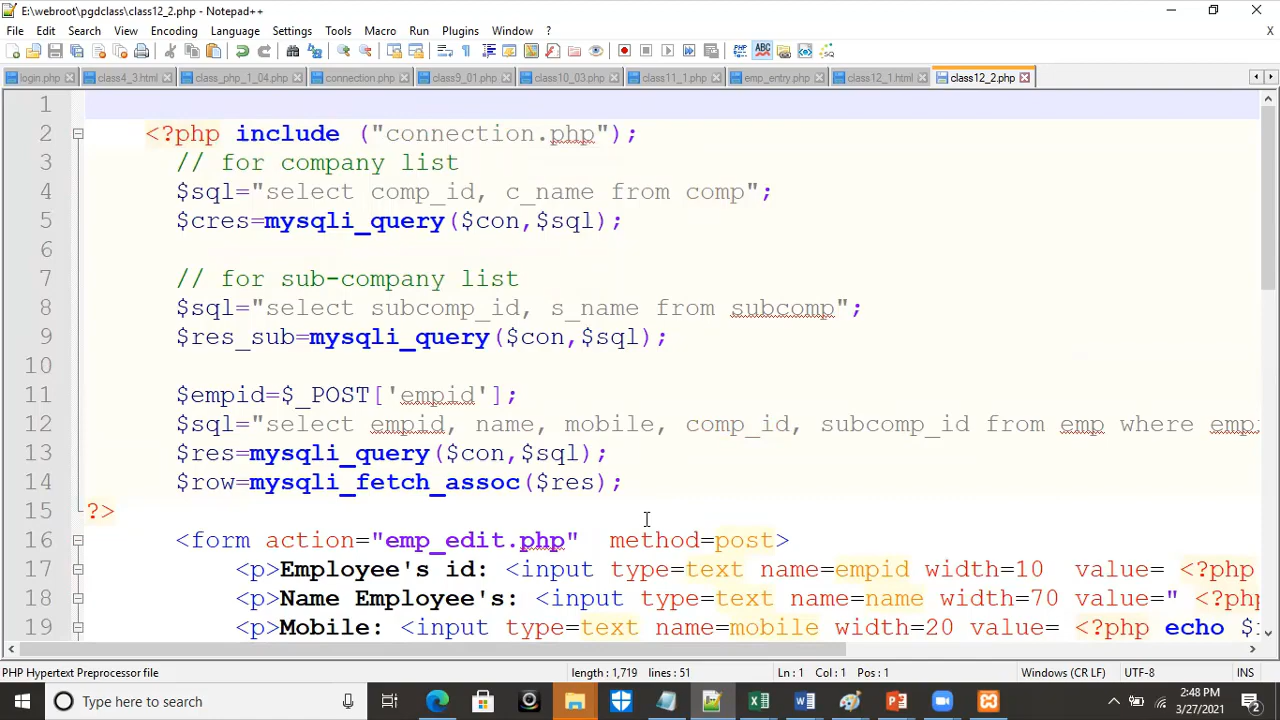 E:\webroot\pgdclass\class12_2.php - Notepad++
File Edit Search View Encoding Language Settings Tools Macro Run Plugins Window ?
login.php class4_3.html class_php_1_04.php connection.php class9_01.php class10_03.php class11_1.php emp_entry.php class12_1.html class12_2.php
1
2 <?php include ("connection.php");
3 // for company list
4 $sql="select comp_id, c_name from comp";
5 $cres=mysqli_query($con,$sql);
6
7 // for sub-company list
8 $sql="select subcomp_id, s_name from subcomp";
9 $res_sub=mysqli_query($con,$sql);
10
11 $empid=$_POST['empid'];
12 $sql="select empid, name, mobile, comp_id, subcomp_id from emp where emp
13 $res=mysqli_query($con,$sql);
14 $row=mysqli_fetch_assoc($res);
15 ?>
16 <form action="emp_edit.php" method=post>
17 <p>Employee's id: <input type=text name=empid width=10 value= <?php
18 <p>Name Employee's: <input type=text name=name width=70 value=" <?php
19 <p>Mobile: <input type=text name=mobile width=20 value= <?php echo $
PHP Hypertext Preprocessor file length : 1,719 lines : 51 Ln : 1 Col : 1 Pos : 1 Windows (CR LF) UTF-8 INS
Type here to search
2:48 PM
3/27/2021
2